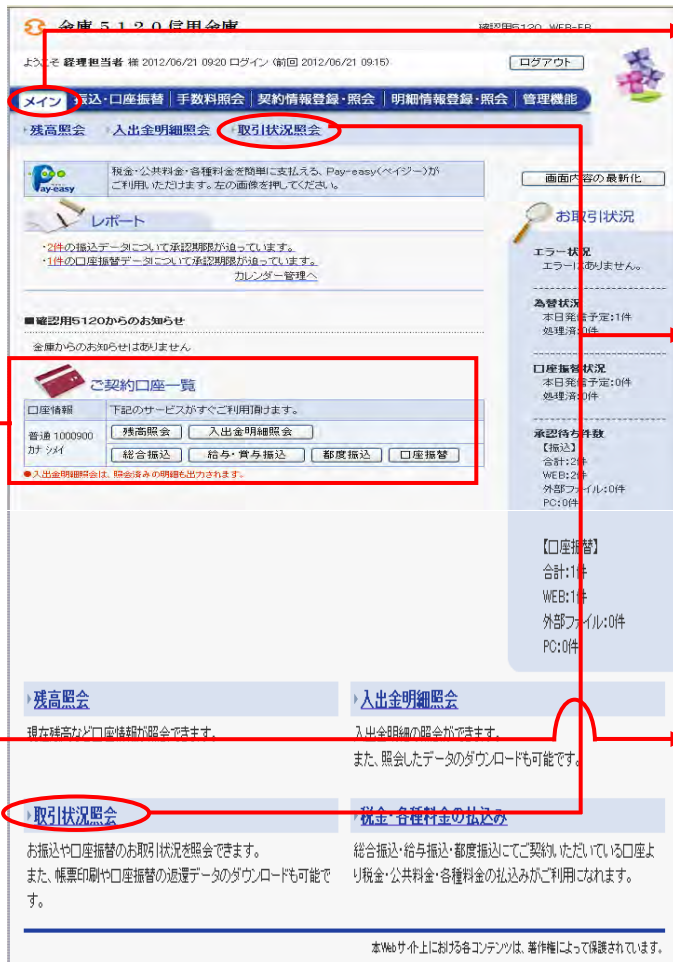 金庫5120信用金庫
確認用5120 WEB-FB
ようこそ 経理担当者 様 2012/06/21 09:20 ログイン (前回 2012/06/21 09:15)
ログアウト
メイン 振込・口座振替 手数料照会 契約情報登録・照会 明細情報登録・照会 管理機能
残高照会 入出金明細照会 取引状況照会
Pay-easy
税金・公共料金・各種料金を簡単に支払える、Pay-easy(ペイジー)が
ご利用いただけます。左の画像を押してください。
レポート
・2件の振込データについて承認期限が迫っています。
・1件の口座振替データについて承認期限が迫っています。
カレンダー管理へ
■確認用5120からのお知らせ
金庫からのお知らせはありません
ご契約口座一覧
口座情報 下記のサービスがすぐご利用頂けます。
普通 1000900
カナ シメイ
残高照会 入出金明細照会
総合振込 給与・賞与振込 都度振込 口座振替
●入出金明細照会は、照会済みの明細も出力されます。
画面内容の最新化
お取引状況
エラー状況
エラーはありません。
為替状況
本日発信予定:1件
処理済:0件
口座振替状況
本日発信予定:0件
処理済:0件
承認待ち件数
【振込】
合計:2件
WEB:2件
外部ファイル:0件
PC:0件
【口座振替】
合計:1件
WEB:1件
外部ファイル:0件
PC:0件
残高照会
現在残高など口座情報が照会できます。
入出金明細照会
入出金明細の照会ができます。
また、照会したデータのダウンロードも可能です。
取引状況照会
お振込や口座振替のお取引状況を照会できます。
また、帳票印刷や口座振替の返還データのダウンロードも可能で
す。
税金・各種料金の払込み
総合振込・給与振込・都度振込にてご契約いただいている口座よ
り税金・公共料金・各種料金の払込みがご利用になれます。
本Webサイト上における各コンテンツは、著作権によって保護されています。